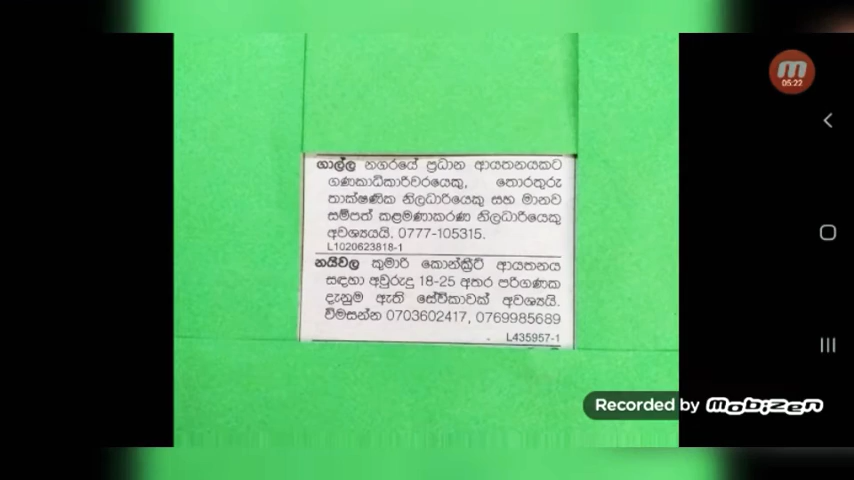 05:22
ගාල්ල නගරයේ ප්‍රධාන ආයතනයකට
ගණකාධිකාරීවරයෙකු, තොරතුරු
තාක්ෂණික නිලධාරියෙකු සහ මානව
සම්පත් කළමණාකරණ නිලධාරියෙකු
අවශ්‍යයයි. 0777-105315.
L1020623818-1
නයිවල කුමාරි කොන්ක්‍රීට් ආයතනය
සඳහා අවුරුදු 18-25 අතර පරිගණක
දැනුම ඇති සේවිකාවක් අවශ්‍යයි.
විමසන්න 0703602417, 0769985689
L435957-1
Recorded by mobizen